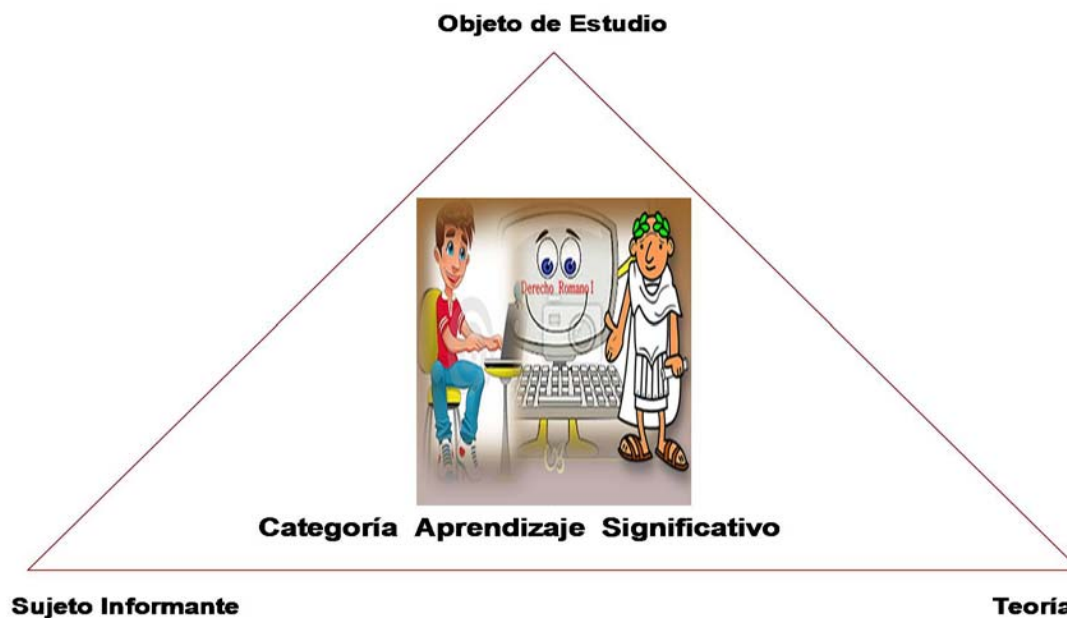 Objeto de Estudio
Derecho Romano I
Categoría Aprendizaje Significativo
Sujeto Informante
Teoría